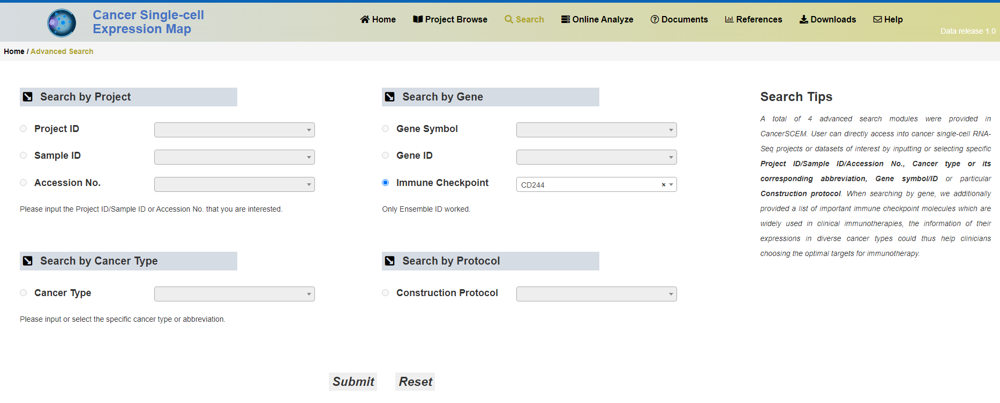 Cancer Single-cell
Expression Map
Home
Project Browse
Search
Online Analyze
Documents
References
Downloads
Help
Data release 1.0
Home / Advanced Search
Search by Project
Project ID
Sample ID
Accession No.
Please input the Project ID/Sample ID or Accession No. that you are interested.
Search by Gene
Gene Symbol
Gene ID
Immune Checkpoint
CD244 ×
Only Ensemble ID worked.
Search by Cancer Type
Cancer Type
Please input or select the specific cancer type or abbreviation.
Search by Protocol
Construction Protocol
Submit
Reset
Search Tips
A total of 4 advanced search modules were provided in
CancerSCEM. User can directly access into cancer single-cell RNA-
Seq projects or datasets of interest by inputting or selecting specific
Project ID/Sample ID/Accession No., Cancer type or its
corresponding abbreviation, Gene symbol/ID or particular
Construction protocol. When searching by gene, we additionally
provided a list of important immune checkpoint molecules which are
widely used in clinical immunotherapies, the information of their
expressions in diverse cancer types could thus help clinicians
choosing the optimal targets for immunotherapy.